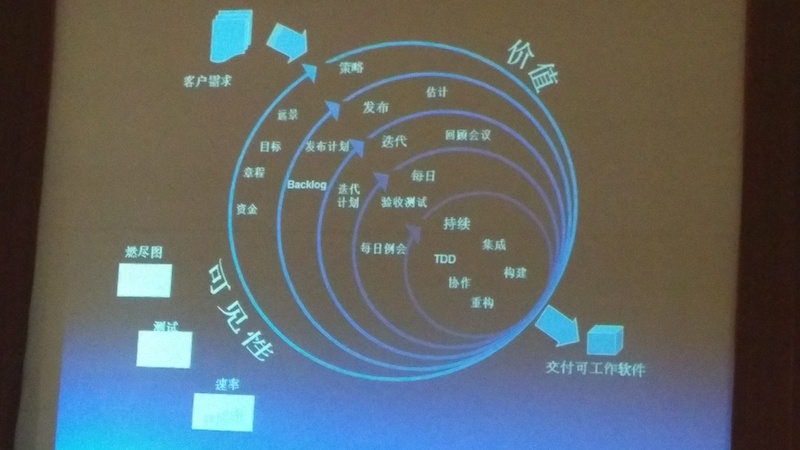 客户需求
价值
策略
远景
目标
章程
资金
发布
估计
发布计划
Backlog
迭代
回顾会议
迭代
计划
每日
验收测试
每日例会
持续
集成
TDD
构建
协作
重构
可见性
燃尽图
测试
速率
交付可工作软件